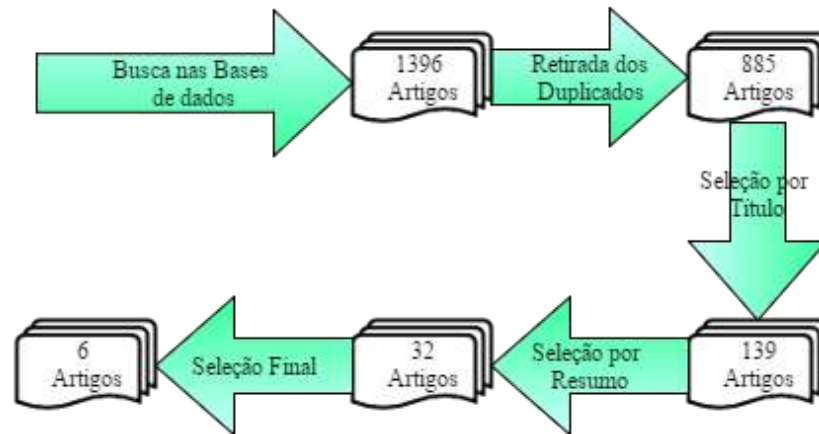 Busca nas Bases
de dados
1396
Artigos
Retirada dos
Duplicados
885
Artigos
Seleção por
Título
139
Artigos
Seleção por
Resumo
32
Artigos
Seleção Final
6
Artigos